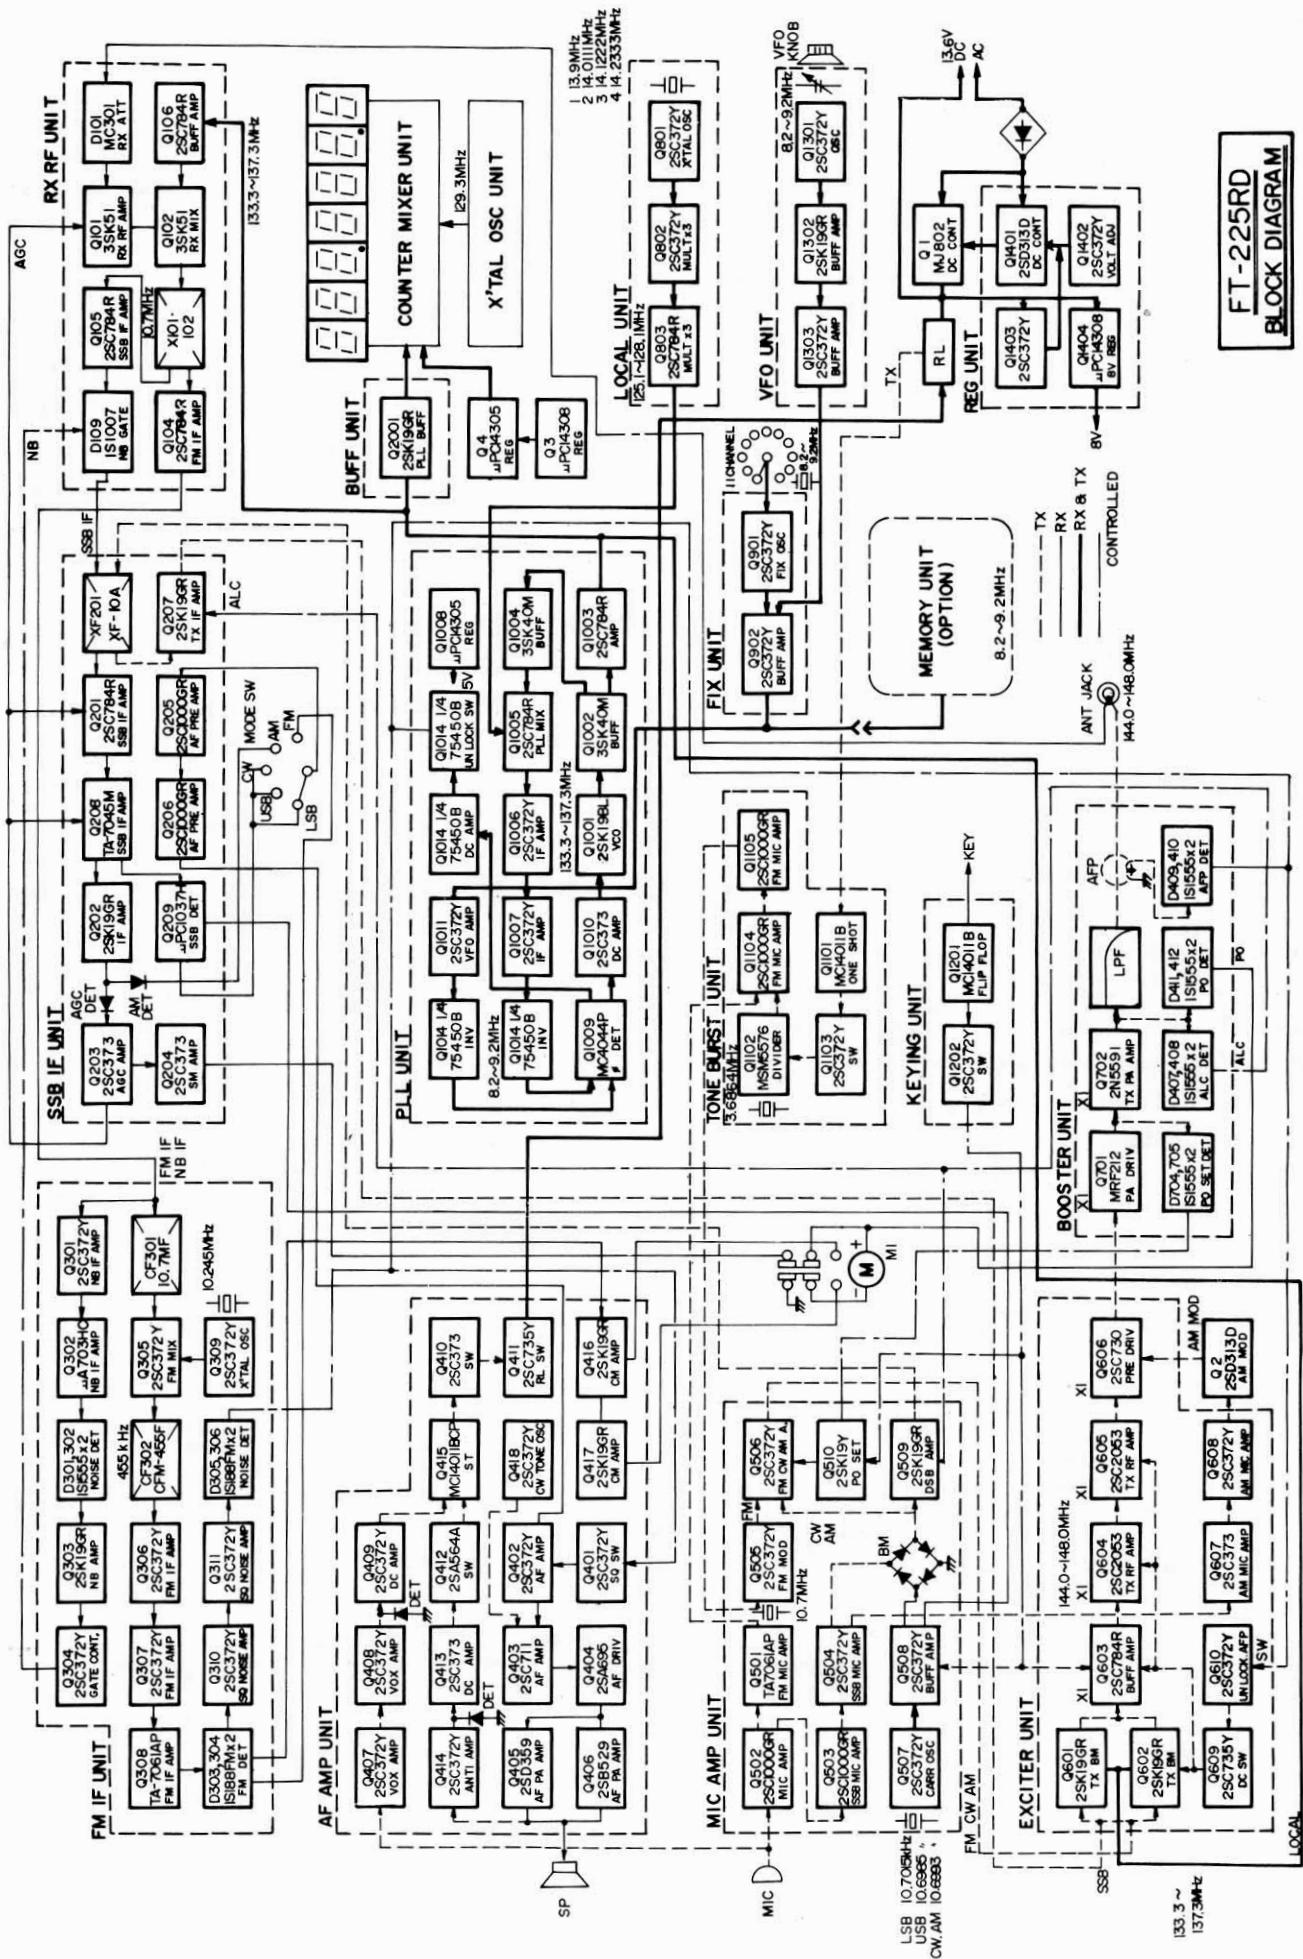 FT-225RD
BLOCK DIAGRAM
FM IF UNIT
Q304
2SC372Y
GATE CONT.
Q303
2SK19GR
NB AMP
D301,302
IS1555x2
NOISE DET
Q302
μA703HC
NB IF AMP
Q301
2SC372Y
NB IF AMP
Q308
TA-7061AP
FM IF AMP
Q307
2SC372Y
FM IF AMP
Q306
2SC372Y
FM IF AMP
455kHz
CF302
CFM-455F
Q305
2SC372Y
FM MIX
CF301
10.7MF
D303,304
IS188FMx2
FM DET
Q310
2SC372Y
SQ NOISE AMP
Q311
2SC372Y
SQ NOISE AMP
D305,306
IS188FMx2
NOISE DET
Q309
2SC372Y
X'TAL OSC
10.245MHz
FM IF
NB IF
SSB IF UNIT
Q203
2SC373
AGC AMP
AGC
DET
AM
DET
Q202
2SK19GR
IF AMP
Q208
TA-7045M
SSB IF AMP
Q201
2SC784R
SSB IF AMP
XF201
XF-10A
Q204
2SC373
SM AMP
Q209
μPC1037H
SSB DET
Q206
2SC1000GR
AF PRE AMP
Q205
2SC1000GR
AF PRE AMP
Q207
2SK19GR
TX IF AMP
MODE SW
USB
CW
AM
FM
LSB
ALC
SSB IF
NB
AGC
RX RF UNIT
D109
IS1007
NB GATE
Q105
2SC784R
SSB IF AMP
Q101
3SK51
RX RF AMP
D101
MC301
RX ATT
Q104
2SC784R
FM IF AMP
10.7MHz
X101-
102
Q102
3SK51
RX MIX
Q106
2SC784R
BUFF AMP
133.3~137.3MHz
AF AMP UNIT
Q407
2SC372Y
VOX AMP
Q408
2SC372Y
VOX AMP
DET
Q409
2SC372Y
DC AMP
Q414
2SC372Y
ANTI AMP
DET
Q413
2SC373
DC AMP
Q412
2SA564A
SW
Q415
MC14011BCP
ST
Q410
2SC373
SW
Q405
2SD359
AF PA AMP
Q403
2SC711
AF AMP
Q402
2SC372Y
AF AMP
Q418
2SC372Y
CW TONE OSC
Q411
2SC735Y
RL SW
Q406
2SB529
AF PA AMP
Q404
2SA695
AF DRIV
Q401
2SC372Y
SQ SW
Q417
2SK19GR
CM AMP
Q416
2SK19GR
CM AMP
SP
PLL UNIT
Q1014 1/4
75450B
INV
Q1011
2SC372Y
VFO AMP
Q1014 1/4
75450B
DC AMP
Q1014 1/4
75450B
UN LOCK SW
5V
Q1008
μPC14305
REG
8.2~9.2MHz
Q1014 1/4
75450B
INV
Q1007
2SC372Y
IF AMP
Q1006
2SC372Y
IF AMP
Q1005
2SC784R
PLL MIX
Q1004
3SK40M
BUFF
133.3~137.3MHz
Q1009
MC4044P
ø DET
Q1010
2SC373
DC AMP
Q1001
2SK19BL
VCO
Q1002
3SK40M
BUFF
Q1003
2SC784R
AMP
BUFF UNIT
Q2001
2SK19GR
PLL BUFF
Q4
μPC14305
REG
Q3
μPC14308
REG
COUNTER MIXER UNIT
129.3MHz
X'TAL OSC UNIT
LOCAL UNIT
125.1~128.1MHz
Q803
2SC784R
MULT x3
Q802
2SC372Y
MULT x3
Q801
2SC372Y
X'TAL OSC
1 13.9MHz
2 14.0111MHz
3 14.1222MHz
4 14.2333MHz
VFO UNIT
Q1303
2SC372Y
BUFF AMP
Q1302
2SK19GR
BUFF AMP
Q1301
2SC372Y
OSC
8.2~9.2MHz
VFO
KNOB
FIX UNIT
Q902
2SC372Y
BUFF AMP
Q901
2SC372Y
FIX OSC
11 CHANNEL
8.2~
9.2MHz
MEMORY UNIT
(OPTION)
8.2~9.2MHz
TX
RL
Q1
MJ802
DC CONT
REG UNIT
Q1403
2SC372Y
Q1401
2SD313D
DC CONT
Q1404
μPC14308
8V REG
Q1402
2SC372Y
VOLT ADJ
8V
13.6V
DC
AC
TX
RX
RX & TX
CONTROLLED
TONE BURST UNIT
3.6864MHz
Q1102
MSM5576
DIVIDER
Q1104
2SC1000GR
FM MIC AMP
Q1105
2SC1000GR
FM MIC AMP
Q1103
2SC372Y
SW
Q1101
MC14011B
ONE SHOT
KEYING UNIT
Q1202
2SC372Y
SW
Q1201
MC14011B
FLIP FLOP
KEY
M
M1
MIC AMP UNIT
Q502
2SC1000GR
MIC AMP
Q501
TA7061AP
FM MIC AMP
10.7MHz
Q505
2SC372Y
FM MOD
FM
Q506
2SC372Y
FM CW AM A.
Q503
2SC1000GR
SSB MIC AMP
Q504
2SC372Y
SSB MIC AMP
BM
CW
AM
Q510
2SK19Y
PO SET
Q507
2SC372Y
CARR OSC
Q508
2SC372Y
BUFF AMP
Q509
2SK19GR
DSB AMP
MIC
LSB 10.7015kHz
USB 10.6985 〃
CW.AM 10.6993 〃
FM CW AM
EXCITER UNIT
144.0~148.0MHz
Q601
2SK19GR
TX BM
X1
Q603
2SC784R
BUFF AMP
X1
Q604
2SC2053
TX RF AMP
X1
Q605
2SC2053
TX RF AMP
X1
Q606
2SC730
PRE DRIV
Q602
2SK19GR
TX BM
AM MOD
Q609
2SC735Y
DC SW
Q610
2SC372Y
UNLOCK AFP
SW
Q607
2SC373
AM MIC AMP
Q608
2SC372Y
AM MIC AMP
Q2
2SD313D
AM MOD
SSB
133.3~
137.3MHz
LOCAL
BOOSTER UNIT
X1
Q701
MRF212
PA DRIV
X1
Q702
2N5591
TX PA AMP
LPF
AFP
D704,705
IS1555x2
PO SET DET
D407,408
IS1555x2
ALC DET
D411,412
IS1555x2
PO DET
D409,410
IS1555x2
AFP DET
ALC
PO
ANT JACK
144.0~148.0MHz